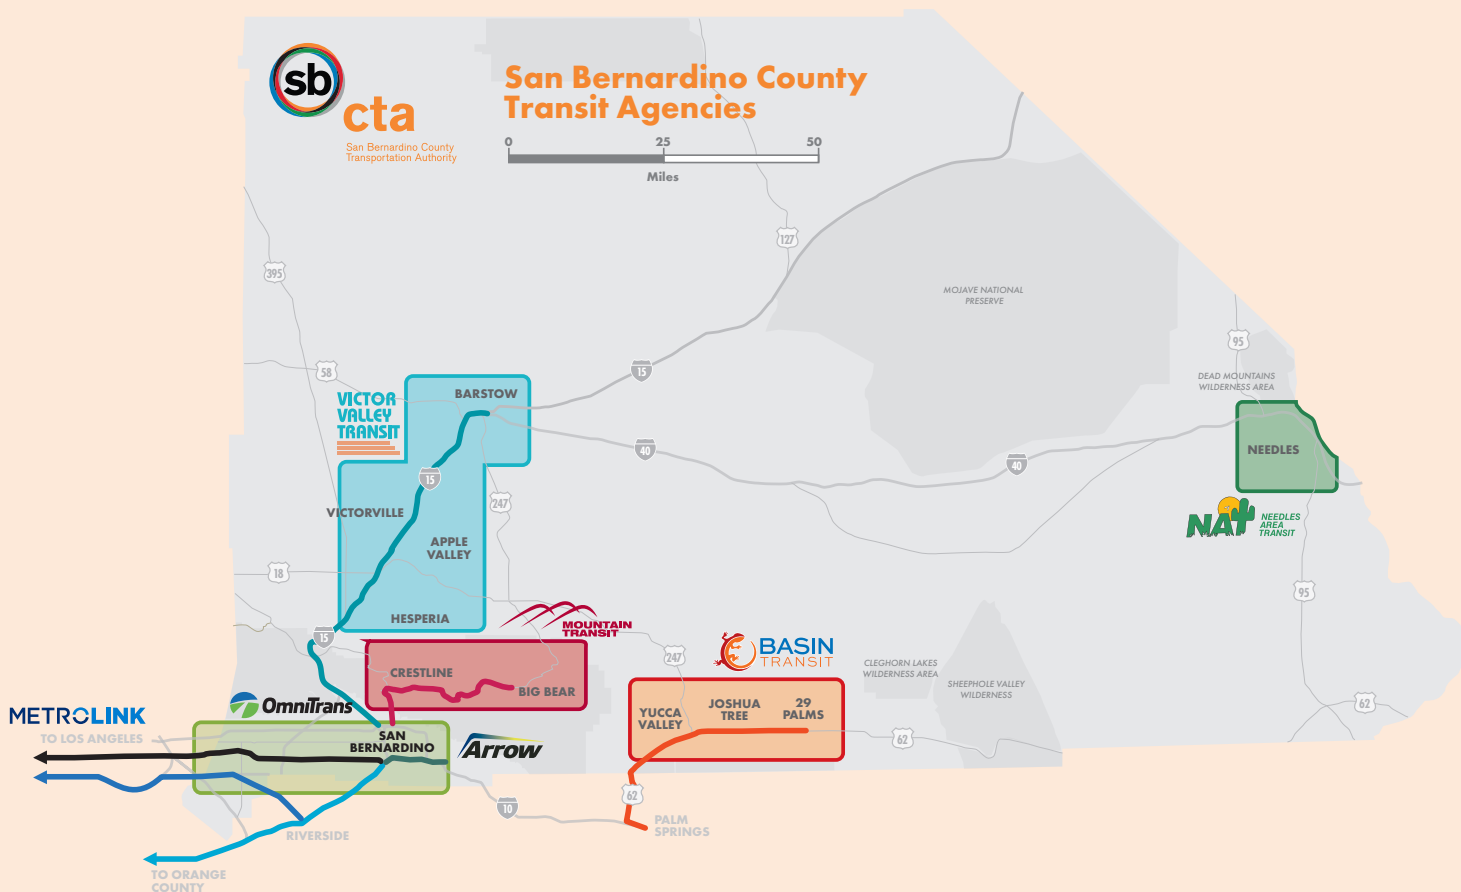 sb
cta
San Bernardino County
Transportation Authority
San Bernardino County
Transit Agencies
0 25 50
Miles
127
395
MOJAVE NATIONAL
PRESERVE
95
58
15
DEAD MOUNTAINS
WILDERNESS AREA
VICTOR
VALLEY
TRANSIT
BARSTOW
40
40
NEEDLES
15
247
VICTORVILLE
NAT
NEEDLES
AREA
TRANSIT
APPLE
VALLEY
18
95
HESPERIA
15
MOUNTAIN
TRANSIT
BASIN
TRANSIT
247
CRESTLINE
BIG BEAR
CLEGHORN LAKES
WILDERNESS AREA
SHEEPHOLE VALLEY
WILDERNESS
OmniTrans
METROLINK
TO LOS ANGELES
SAN
BERNARDINO
Arrow
YUCCA
VALLEY
JOSHUA
TREE
29
PALMS
62
62
62
10
RIVERSIDE
PALM
SPRINGS
TO ORANGE
COUNTY